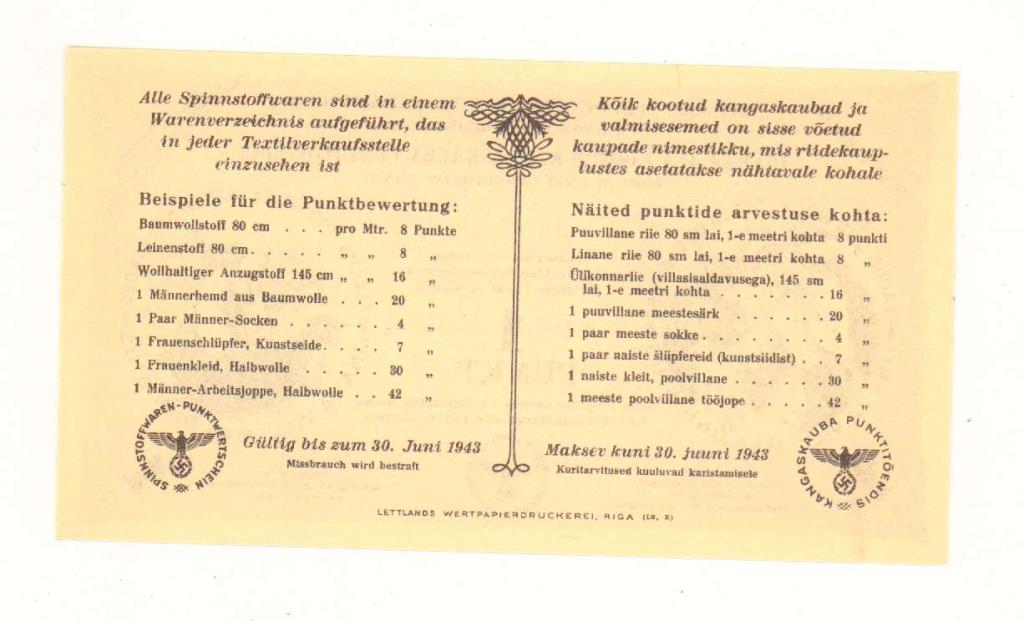 Alle Spinnstoffwaren sind in einem
Warenverzeichnis aufgeführt, das
in jeder Textilverkaufsstelle
einzusehen ist
Beispiele für die Punktbewertung:
Baumwollstoff 80 cm . . . pro Mtr. 8 Punkte
Leinenstoff 80 cm . . . . . „ „ 8 „
Wollhaltiger Anzugstoff 145 cm „ „ 16 „
1 Männerhemd aus Baumwolle . . . 20 „
1 Paar Männer-Socken . . . . . . . 4 „
1 Frauenschlüpfer, Kunstseide . . . . 7 „
1 Frauenkleid, Halbwolle . . . . . . 30 „
1 Männer-Arbeitsjoppe, Halbwolle . . 42 „
SPINNSTOFFWAREN-PUNKTWERTSCHEIN
Gültig bis zum 30. Juni 1943
Missbrauch wird bestraft
Kõik kootud kangaskaubad ja
valmisesemed on sisse võetud
kaupade nimestikku, mis riidekaup-
lustes asetatakse nähtavale kohale
Näited punktide arvestuse kohta:
Puuvillane riie 80 sm lai, 1-e meetri kohta 8 punkti
Linane riie 80 sm lai, 1-e meetri kohta 8 „
Ülikonnariie (villasisaldavusega), 145 sm
lai, 1-e meetri kohta . . . . . . . 16 „
1 puuvillane meestesärk . . . . . . 20 „
1 paar meeste sokke . . . . . . . . 4 „
1 paar naiste šlüpfereid (kunstsiidist) . . 7 „
1 naiste kleit, poolvillane . . . . . . 30 „
1 meeste poolvillane tööjope . . . . . 42 „
Maksev kuni 30. juuni 1943
Kuritarvitused kuuluvad karistamisele
KANGASKAUBA PUNKTITÕENDIS
LETTLANDS WERTPAPIERDRUCKEREI, RIGA